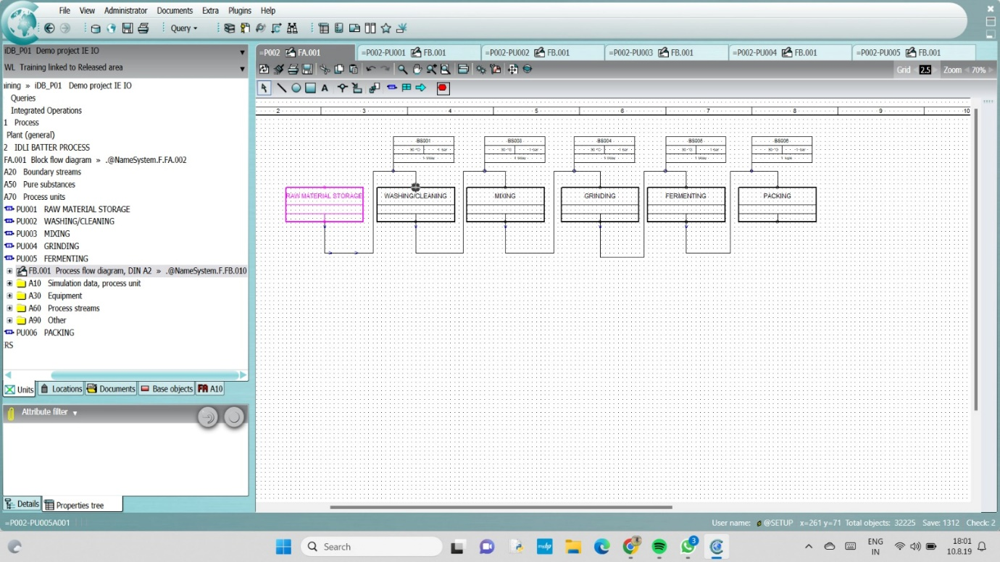 File View Administrator Documents Extra Plugins Help
Query
iDB_P01 Demo project IE IO
WL Training linked to Released area
=P002 FA.001
=P002-PU001 FB.001
=P002-PU002 FB.001
=P002-PU003 FB.001
=P002-PU004 FB.001
=P002-PU005 FB.001
Grid 2.5 Zoom 70%
ining » iDB_P01 Demo project IE IO
Queries
Integrated Operations
1 Process
Plant (general)
2 IDLI BATTER PROCESS
FA.001 Block flow diagram » .@NameSystem.F.FA.002
A20 Boundary streams
A50 Pure substances
A70 Process units
PU001 RAW MATERIAL STORAGE
PU002 WASHING/CLEANING
PU003 MIXING
PU004 GRINDING
PU005 FERMENTING
FB.001 Process flow diagram, DIN A2 » .@NameSystem.F.FB.010
A10 Simulation data, process unit
A30 Equipment
A60 Process streams
A90 Other
PU006 PACKING
RS
Units Locations Documents Base objects FA A10
Attribute filter
Details Properties tree
2 3 4 5 6 7 8 9 10
BS001 BS003 BS004 BS005 BS006
RAW MATERIAL STORAGE WASHING/CLEANING MIXING GRINDING FERMENTING PACKING
=P002-PU005A001
User name: @SETUP x=261 y=71 Total objects: 32225 Save: 1312 Check: 2
Search
myhp
3
ENG
IN
18:01
10.8.19